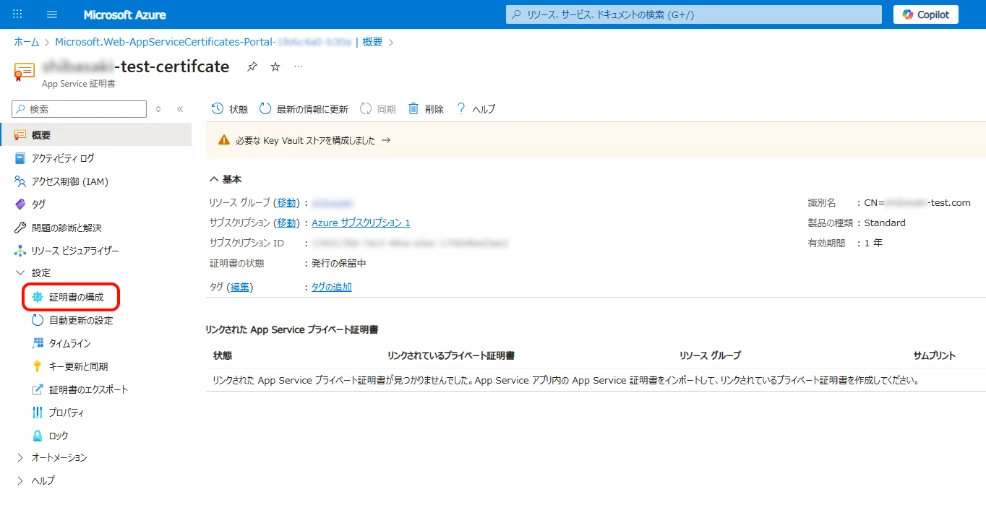 Microsoft Azure
リソース、サービス、ドキュメントの検索 (G+/)
Copilot
ホーム > Microsoft.Web-AppServiceCertificates-Portal- | 概要 >
-test-certifcate
App Service 証明書
検索
状態 最新の情報に更新 同期 削除 ヘルプ
概要
アクティビティ ログ
アクセス制御 (IAM)
タグ
問題の診断と解決
リソース ビジュアライザー
設定
証明書の構成
自動更新の設定
タイムライン
キー更新と同期
証明書のエクスポート
プロパティ
ロック
オートメーション
ヘルプ
必要な Key Vault ストアを構成しました →
基本
リソース グループ (移動) :
サブスクリプション (移動) : Azure サブスクリプション 1
サブスクリプション ID :
証明書の状態 : 発行の保留中
タグ (編集) : タグの追加
識別名 : CN= -test.com
製品の種類 : Standard
有効期間 : 1 年
リンクされた App Service プライベート証明書
状態 リンクされているプライベート証明書 リソース グループ サムプリント
リンクされた App Service プライベート証明書が見つかりませんでした。App Service アプリ内の App Service 証明書をインポートして、リンクされているプライベート証明書を作成してください。